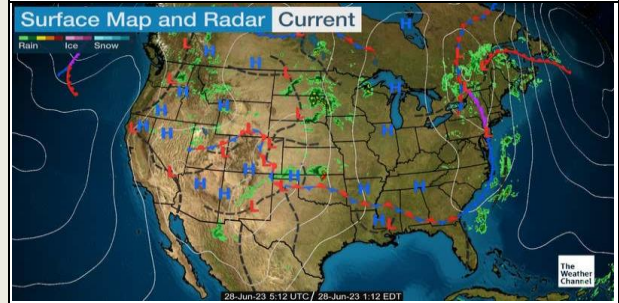 Surface Map and Radar Current
Rain Ice Snow
H
L
H
L
H
L
H
H
H
H
L
H
H
L
L
L
H
L
L
H
H
L
H
H
L
L
H
H
H
L
The
Weather
Channel
28-Jun-23 5:12 UTC / 28-Jun-23 1:12 EDT